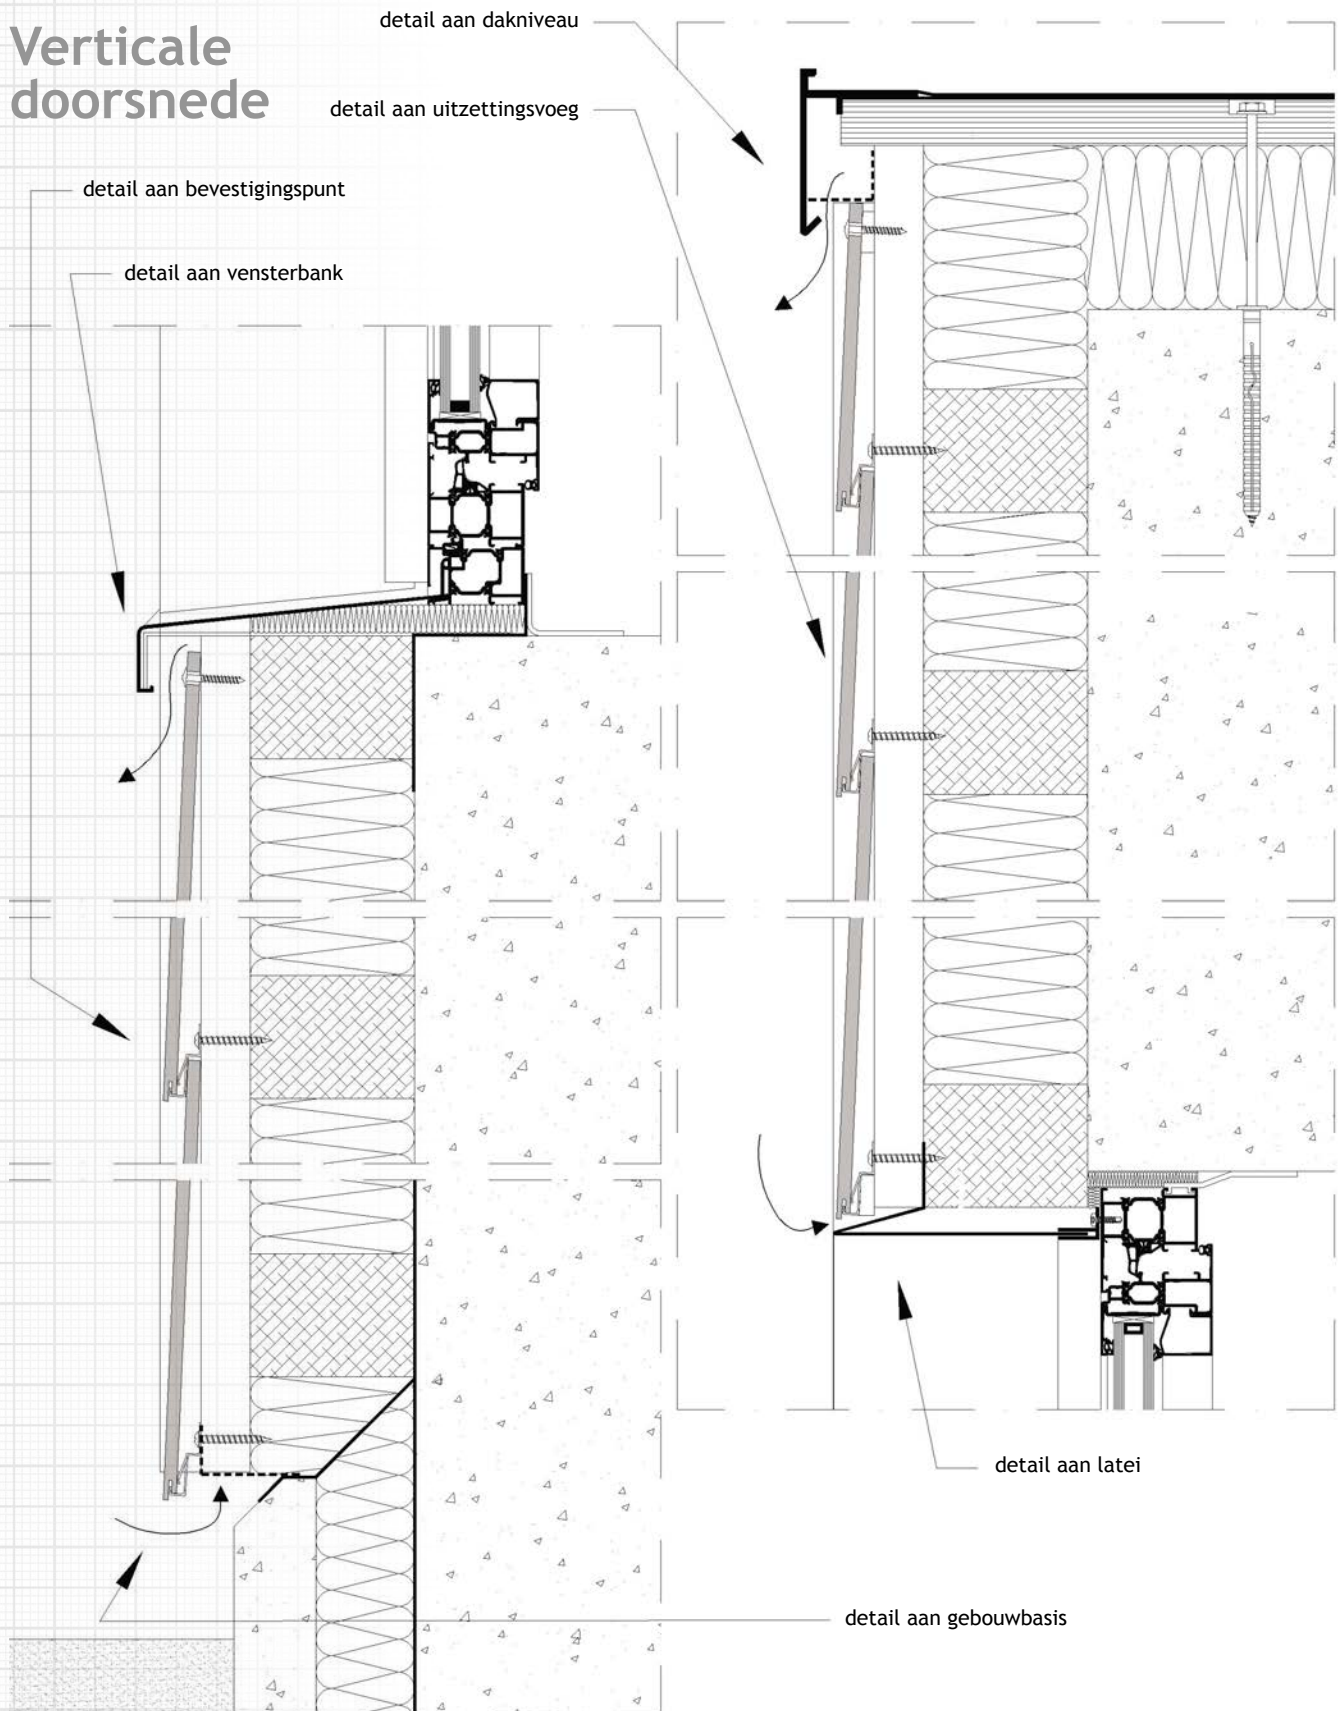 Verticale
doorsnede
detail aan dakniveau
detail aan uitzettingsvoeg
detail aan bevestigingspunt
detail aan vensterbank
detail aan latei
detail aan gebouwbasis